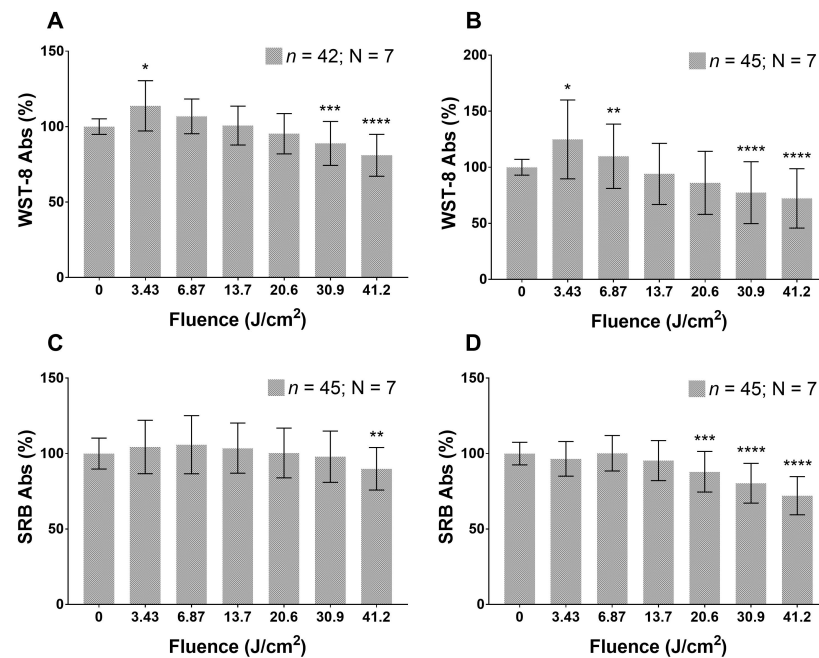 A
150
100
50
0
WST-8 Abs (%)
n = 42; N = 7
*
***
****
0 3.43 6.87 13.7 20.6 30.9 41.2
Fluence (J/cm²)
B
200
150
100
50
0
WST-8 Abs (%)
n = 45; N = 7
*
**
****
****
0 3.43 6.87 13.7 20.6 30.9 41.2
Fluence (J/cm²)
C
150
100
50
0
SRB Abs (%)
n = 45; N = 7
**
0 3.43 6.87 13.7 20.6 30.9 41.2
Fluence (J/cm²)
D
150
100
50
0
SRB Abs (%)
n = 45; N = 7
***
****
****
0 3.43 6.87 13.7 20.6 30.9 41.2
Fluence (J/cm²)